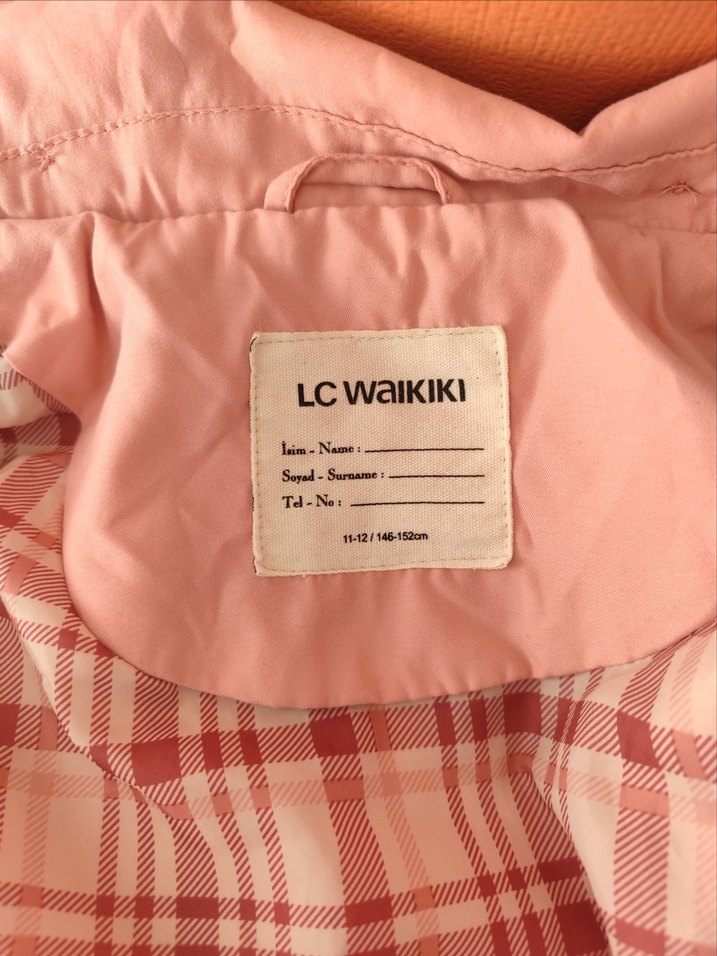 LC WAIKIKI
İsim - Name :
Soyad - Surname :
Tel - No :
11-12 / 146-152cm